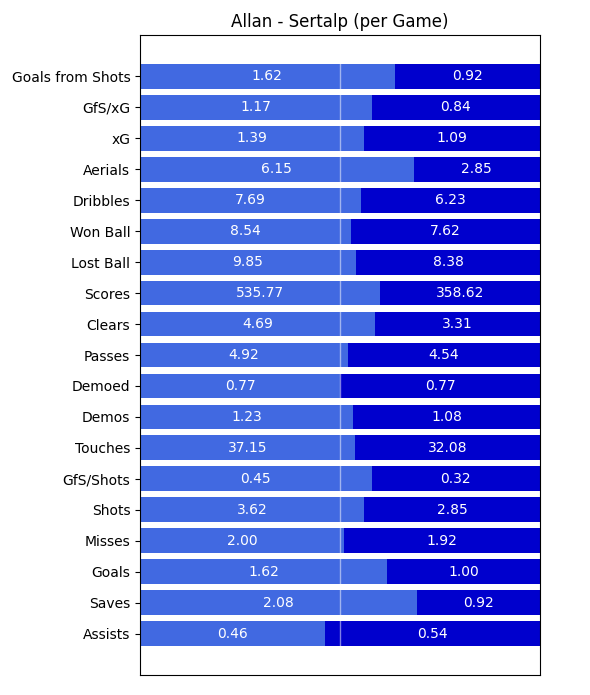 Allan - Sertalp (per Game)
Goals from Shots 1.62 0.92
GfS/xG 1.17 0.84
xG 1.39 1.09
Aerials 6.15 2.85
Dribbles 7.69 6.23
Won Ball 8.54 7.62
Lost Ball 9.85 8.38
Scores 535.77 358.62
Clears 4.69 3.31
Passes 4.92 4.54
Demoed 0.77 0.77
Demos 1.23 1.08
Touches 37.15 32.08
GfS/Shots 0.45 0.32
Shots 3.62 2.85
Misses 2.00 1.92
Goals 1.62 1.00
Saves 2.08 0.92
Assists 0.46 0.54